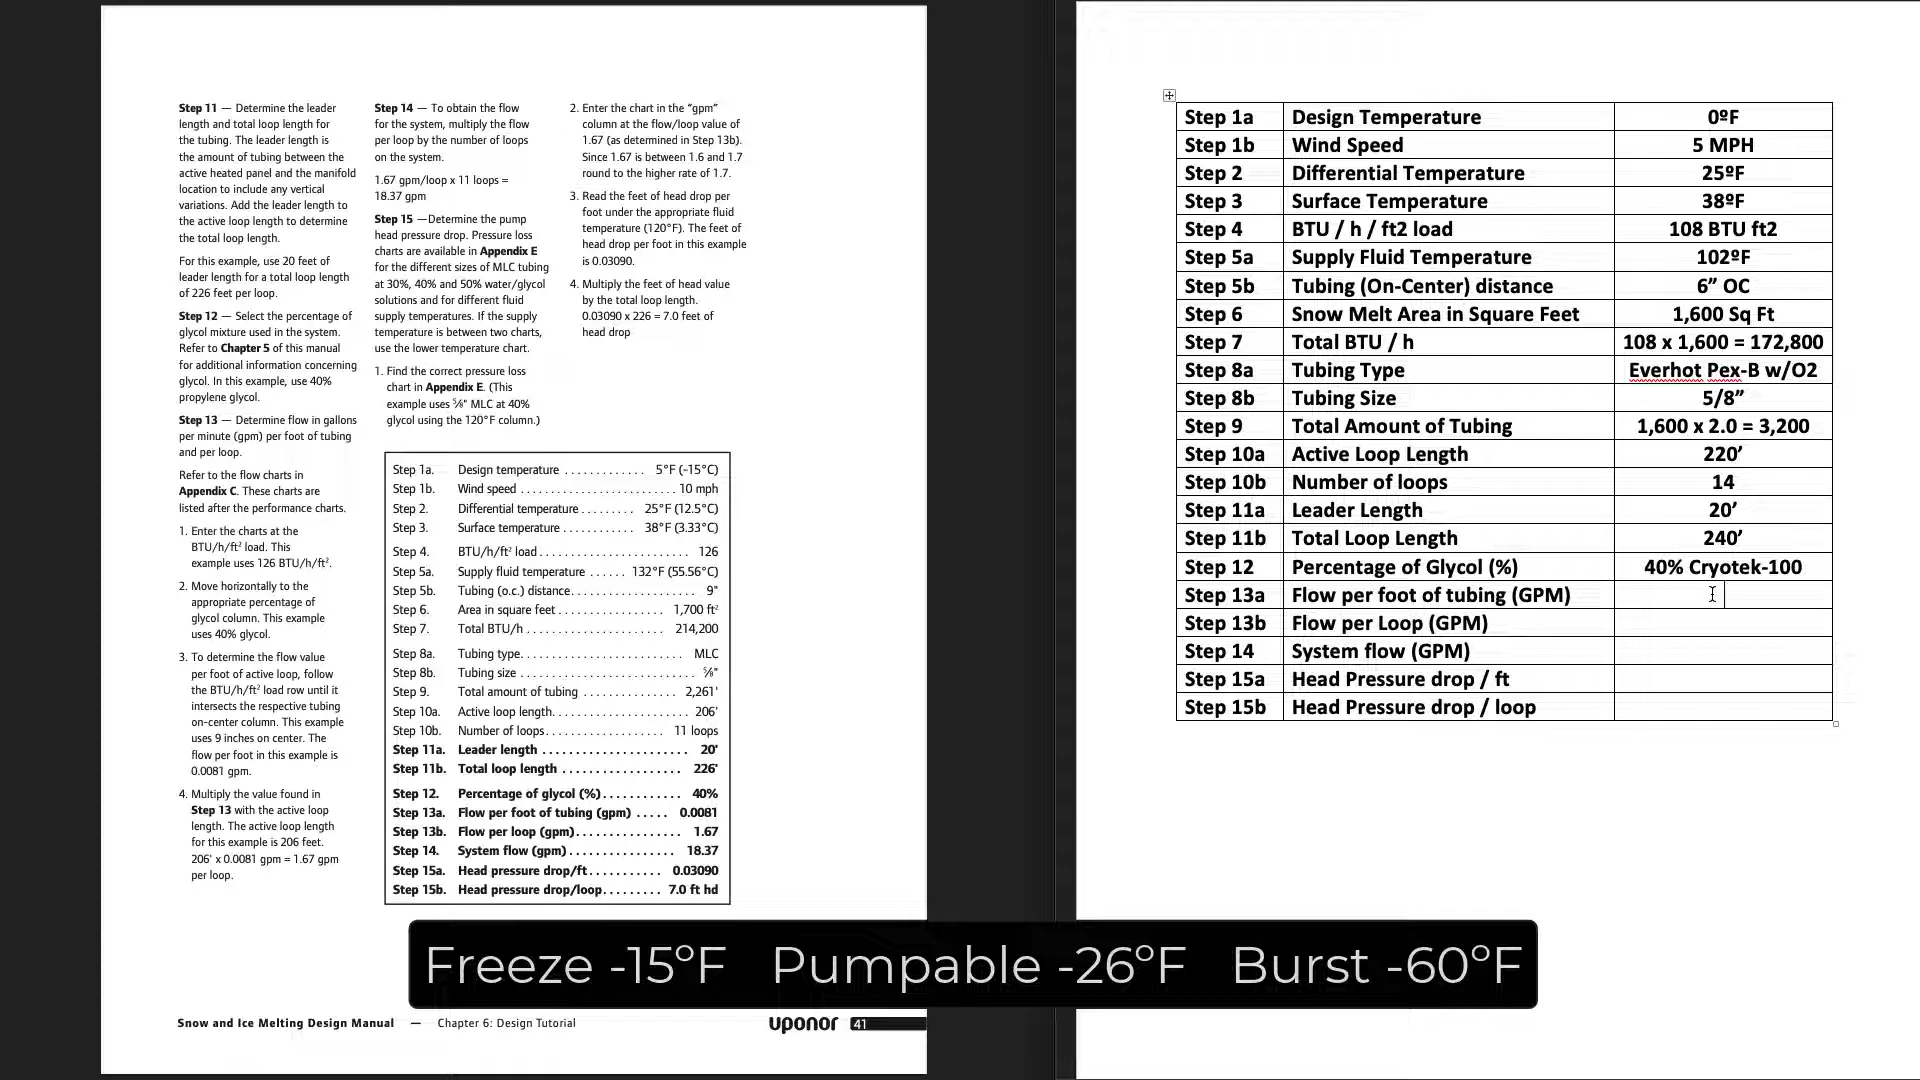 Step 11 — Determine the leader
length and total loop length for
the tubing. The leader length is
the amount of tubing between the
active heated panel and the manifold
location to include any vertical
variations. Add the leader length to
the active loop length to determine
the total loop length.
For this example, use 20 feet of
leader length for a total loop length
of 226 feet per loop.
Step 12 — Select the percentage of
glycol mixture used in the system.
Refer to Chapter 5 of this manual
for additional information concerning
glycol. In this example, use 40%
propylene glycol.
Step 13 — Determine flow in gallons
per minute (gpm) per foot of tubing
and per loop.
Refer to the flow charts in
Appendix C. These charts are
listed after the performance charts.
1. Enter the charts at the
BTU/h/ft² load. This
example uses 126 BTU/h/ft².
2. Move horizontally to the
appropriate percentage of
glycol column. This example
uses 40% glycol.
3. To determine the flow value
per foot of active loop, follow
the BTU/h/ft² load row until it
intersects the respective tubing
on-center column. This example
uses 9 inches on center. The
flow per foot in this example is
0.0081 gpm.
4. Multiply the value found in
Step 13 with the active loop
length. The active loop length
for this example is 206 feet.
206' x 0.0081 gpm = 1.67 gpm
per loop.
Step 14 — To obtain the flow
for the system, multiply the flow
per loop by the number of loops
on the system.
1.67 gpm/loop x 11 loops =
18.37 gpm
Step 15 —Determine the pump
head pressure drop. Pressure loss
charts are available in Appendix E
for the different sizes of MLC tubing
at 30%, 40% and 50% water/glycol
solutions and for different fluid
supply temperatures. If the supply
temperature is between two charts,
use the lower temperature chart.
1. Find the correct pressure loss
chart in Appendix E. (This
example uses ⅝" MLC at 40%
glycol using the 120°F column.)
2. Enter the chart in the “gpm”
column at the flow/loop value of
1.67 (as determined in Step 13b).
Since 1.67 is between 1.6 and 1.7
round to the higher rate of 1.7.
3. Read the feet of head drop per
foot under the appropriate fluid
temperature (120°F). The feet of
head drop per foot in this example
is 0.03090.
4. Multiply the feet of head value
by the total loop length.
0.03090 x 226 = 7.0 feet of
head drop
Step 1a. Design temperature ............. 5°F (-15°C)
Step 1b. Wind speed ......................... 10 mph
Step 2. Differential temperature ......... 25°F (12.5°C)
Step 3. Surface temperature ............ 38°F (3.33°C)
Step 4. BTU/h/ft² load ........................ 126
Step 5a. Supply fluid temperature ...... 132°F (55.56°C)
Step 5b. Tubing (o.c.) distance..................... 9"
Step 6. Area in square feet ................. 1,700 ft²
Step 7. Total BTU/h ...................... 214,200
Step 8a. Tubing type......................... MLC
Step 8b. Tubing size .......................... ⅝"
Step 9. Total amount of tubing ............... 2,261'
Step 10a. Active loop length..................... 206'
Step 10b. Number of loops.................... 11 loops
Step 11a. Leader length ....................... 20'
Step 11b. Total loop length .................. 226'
Step 12. Percentage of glycol (%)............ 40%
Step 13a. Flow per foot of tubing (gpm) ..... 0.0081
Step 13b. Flow per loop (gpm)................ 1.67
Step 14. System flow (gpm)................. 18.37
Step 15a. Head pressure drop/ft........... 0.03090
Step 15b. Head pressure drop/loop......... 7.0 ft hd
Snow and Ice Melting Design Manual — Chapter 6: Design Tutorial
uponor 41
Step 1a Design Temperature 0ºF
Step 1b Wind Speed 5 MPH
Step 2 Differential Temperature 25ºF
Step 3 Surface Temperature 38ºF
Step 4 BTU / h / ft2 load 108 BTU ft2
Step 5a Supply Fluid Temperature 102ºF
Step 5b Tubing (On-Center) distance 6” OC
Step 6 Snow Melt Area in Square Feet 1,600 Sq Ft
Step 7 Total BTU / h 108 x 1,600 = 172,800
Step 8a Tubing Type Everhot Pex-B w/O2
Step 8b Tubing Size 5/8”
Step 9 Total Amount of Tubing 1,600 x 2.0 = 3,200
Step 10a Active Loop Length 220’
Step 10b Number of loops 14
Step 11a Leader Length 20’
Step 11b Total Loop Length 240’
Step 12 Percentage of Glycol (%) 40% Cryotek-100
Step 13a Flow per foot of tubing (GPM)
Step 13b Flow per Loop (GPM)
Step 14 System flow (GPM)
Step 15a Head Pressure drop / ft
Step 15b Head Pressure drop / loop
Freeze -15ºF Pumpable -26ºF Burst -60ºF